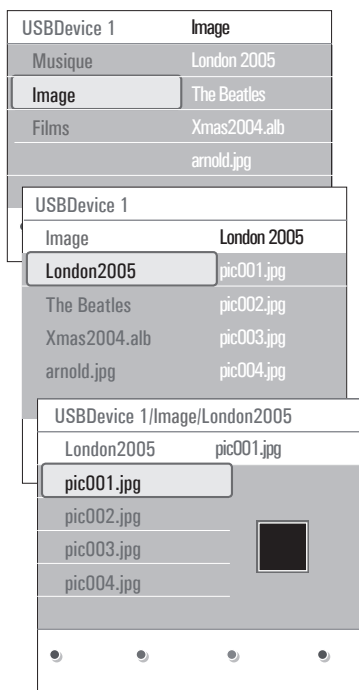 USBDevice 1 Image
Musique London 2005
Image The Beatles
Films Xmas2004.alb
arnold.jpg
USBDevice 1
Image London 2005
London2005 pic001.jpg
The Beatles pic002.jpg
Xmas2004.alb pic003.jpg
arnold.jpg pic004.jpg
USBDevice 1/Image/London2005
London2005 pic001.jpg
pic001.jpg
pic002.jpg
pic003.jpg
pic004.jpg